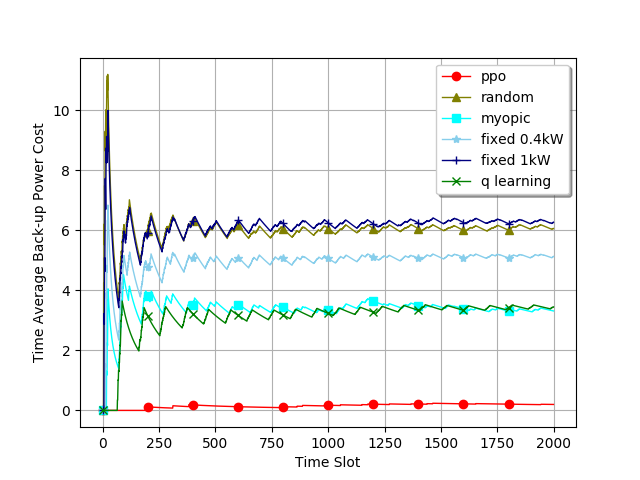 ppo
random
myopic
fixed 0.4kW
fixed 1kW
q learning
Time Average Back-up Power Cost
10
8
6
4
2
0
0 250 500 750 1000 1250 1500 1750 2000
Time Slot